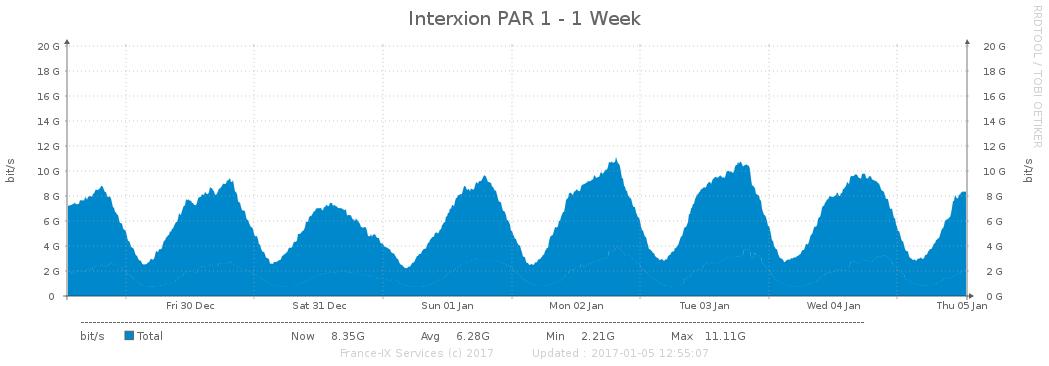 Interxion PAR 1 - 1 Week
RRDTOOL / TOBI OETIKER
20 G 20 G
18 G 18 G
16 G 16 G
14 G 14 G
12 G 12 G
10 G 10 G
8 G 8 G
6 G 6 G
4 G 4 G
2 G 2 G
0 0 G
bit/s bit/s
Fri 30 Dec Sat 31 Dec Sun 01 Jan Mon 02 Jan Tue 03 Jan Wed 04 Jan Thu 05 Jan
bit/s Total Now 8.35G Avg 6.28G Min 2.21G Max 11.11G
France-IX Services (c) 2017 Updated : 2017-01-05 12:55:07